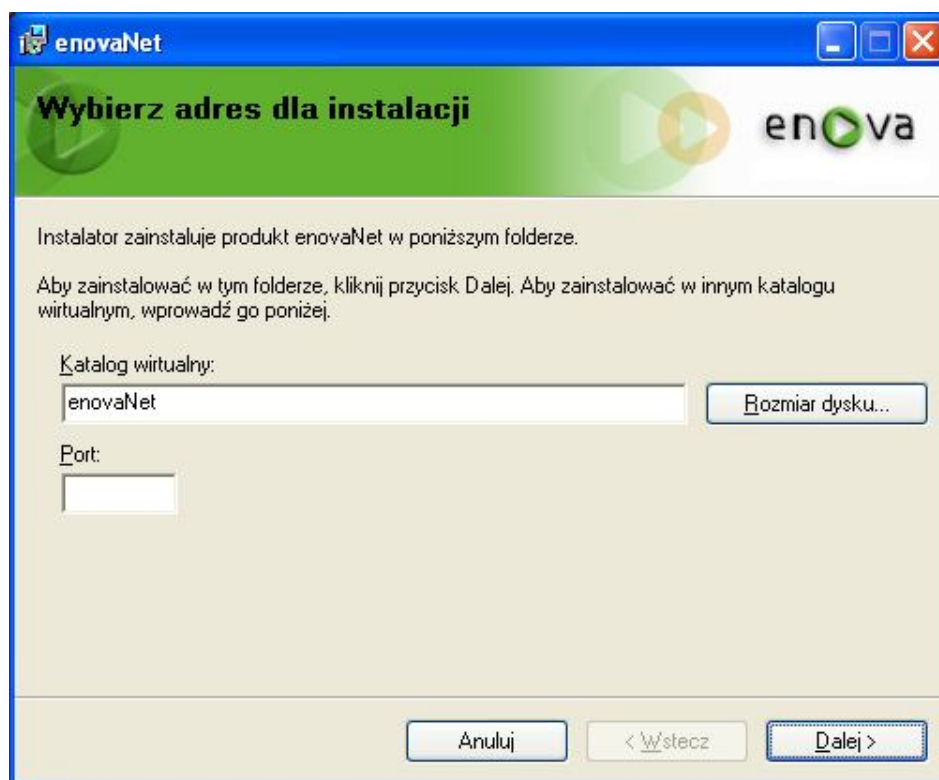 enovaNet
Wybierz adres dla instalacji
enova
Instalator zainstaluje produkt enovaNet w poniższym folderze.
Aby zainstalować w tym folderze, kliknij przycisk Dalej. Aby zainstalować w innym katalogu
wirtualnym, wprowadź go poniżej.
Katalog wirtualny:
enovaNet
Rozmiar dysku...
Port:
Anuluj
< Wstecz
Dalej >